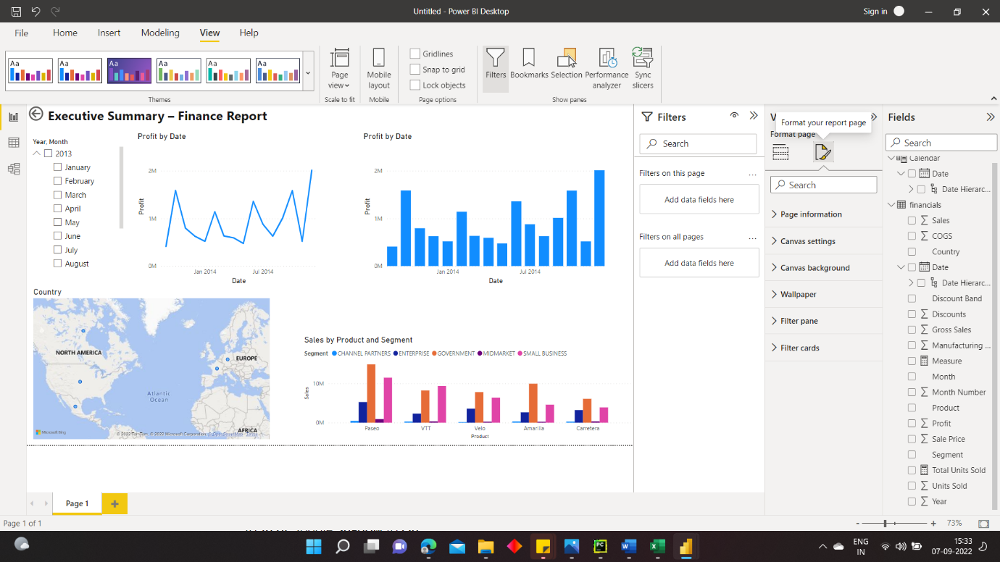 Untitled - Power BI Desktop
Sign in
File Home Insert Modeling View Help
Aa Aa Aa Aa Aa Aa
Themes
Page view
Scale to fit
Mobile layout
Mobile
Gridlines
Snap to grid
Lock objects
Page options
Filters
Bookmarks
Selection
Performance analyzer
Sync slicers
Show panes
Executive Summary – Finance Report
Year, Month
2013
January
February
March
April
May
June
July
August
Profit by Date
2M
1M
0M
Profit
Jan 2014 Jul 2014
Date
Profit by Date
2M
1M
0M
Profit
Jan 2014 Jul 2014
Date
Country
NORTH AMERICA
EUROPE
Atlantic
Ocean
AFRICA
Microsoft Bing
© 2022 TomTom, © 2022 Microsoft Corporation, © OpenStreetMap Terms
Sales by Product and Segment
Segment CHANNEL PARTNERS ENTERPRISE GOVERNMENT MIDMARKET SMALL BUSINESS
10M
0M
Sales
Paseo VTT Velo Amarilla Carretera
Product
Filters
Search
Filters on this page ...
Add data fields here
Filters on all pages ...
Add data fields here
V
Format your report page
Format page
Search
Page information
Canvas settings
Canvas background
Wallpaper
Filter pane
Filter cards
Fields
Search
Calendar
Date
Date Hierarc...
financials
Sales
COGS
Country
Date
Date Hierarc...
Discount Band
Discounts
Gross Sales
Manufacturing ...
Measure
Month
Month Number
Product
Profit
Sale Price
Segment
Total Units Sold
Units Sold
Year
Page 1
Page 1 of 1
- + 73%
ENG
IN
15:33
07-09-2022